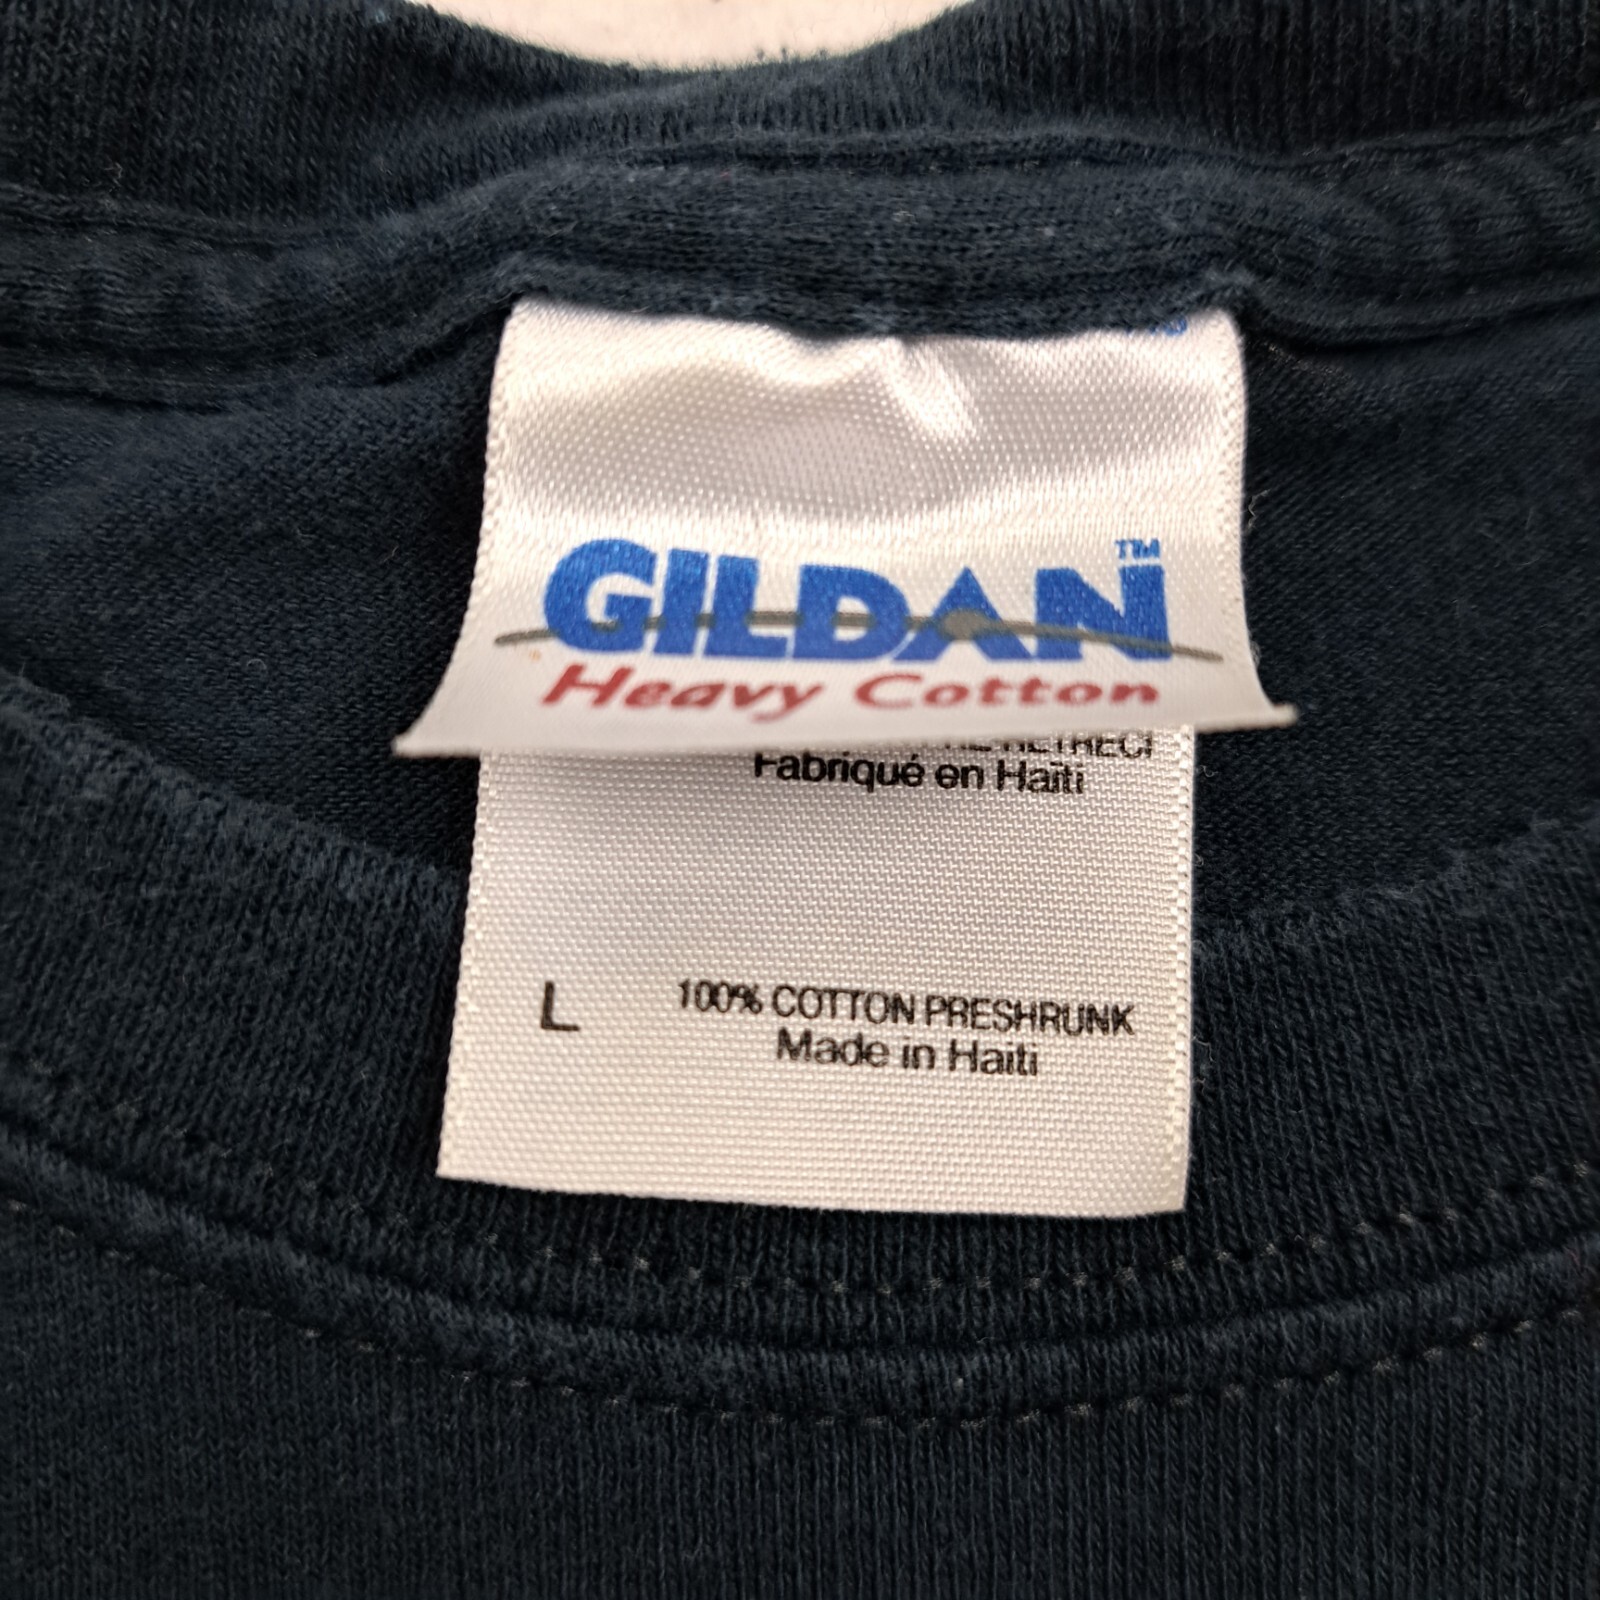 GILDAN™
Heavy Cotton
Fabriqué en Haïti
L 100% COTTON PRESHRUNK
Made in Haiti